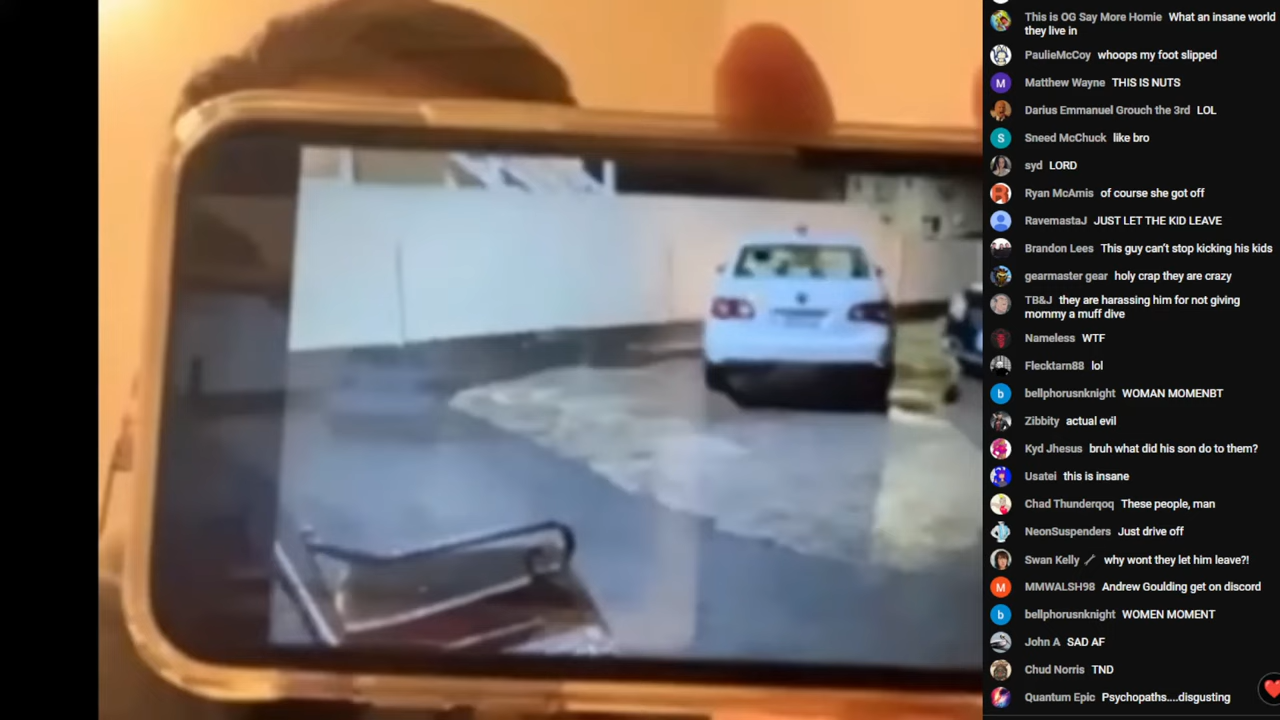 This is OG Say More Homie What an insane world
they live in
PaulieMcCoy whoops my foot slipped
M Matthew Wayne THIS IS NUTS
Darius Emmanuel Grouch the 3rd LOL
S Sneed McChuck like bro
syd LORD
Ryan McAmis of course she got off
RavemastaJ JUST LET THE KID LEAVE
Brandon Lees This guy can't stop kicking his kids
gearmaster gear holy crap they are crazy
TB&J they are harassing him for not giving
mommy a muff dive
Nameless WTF
Flecktarn88 lol
b bellphorusnknight WOMAN MOMENBT
Zibbity actual evil
Kyd Jhesus bruh what did his son do to them?
Usatei this is insane
Chad Thunderqoq These people, man
NeonSuspenders Just drive off
Swan Kelly why wont they let him leave?!
M MMWALSH98 Andrew Goulding get on discord
b bellphorusnknight WOMEN MOMENT
John A SAD AF
Chud Norris TND
Quantum Epic Psychopaths....disgusting